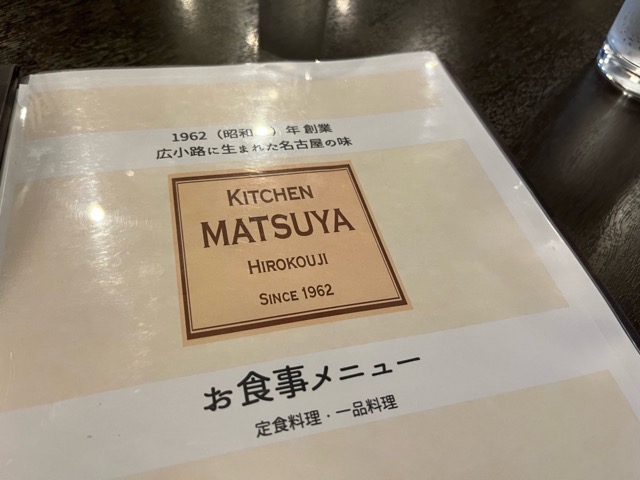 1962（昭和）年 創業
広小路に生まれた名古屋の味
KITCHEN
MATSUYA
HIROKOUJI
SINCE 1962
お食事メニュー
定食料理・一品料理